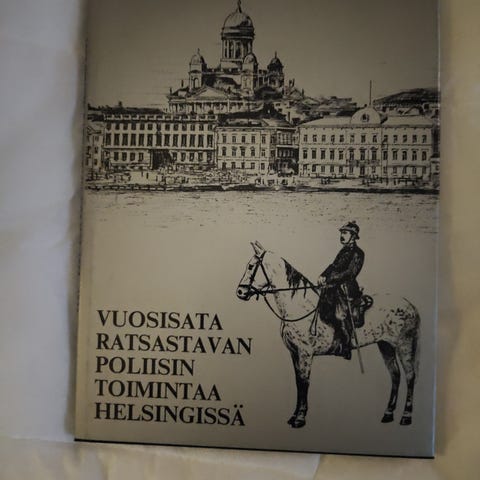 VUOSISATA
RATSASTAVAN
POLIISIN
TOIMINTAA
HELSINGISSÄ